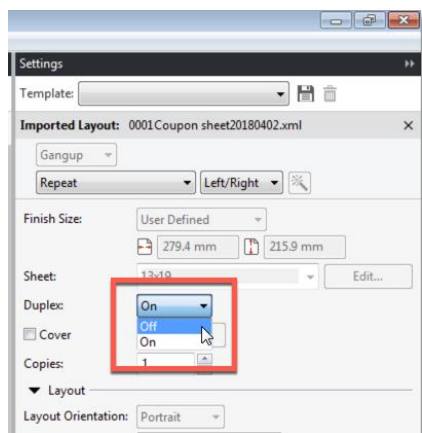 Settings
Template:
Imported Layout: 0001Coupon sheet20180402.xml
Gangup
Repeat Left/Right
Finish Size: User Defined
279.4 mm 215.9 mm
Sheet: 13x19 Edit...
Duplex: On
Off
Cover On
Copies: 1
Layout
Layout Orientation: Portrait